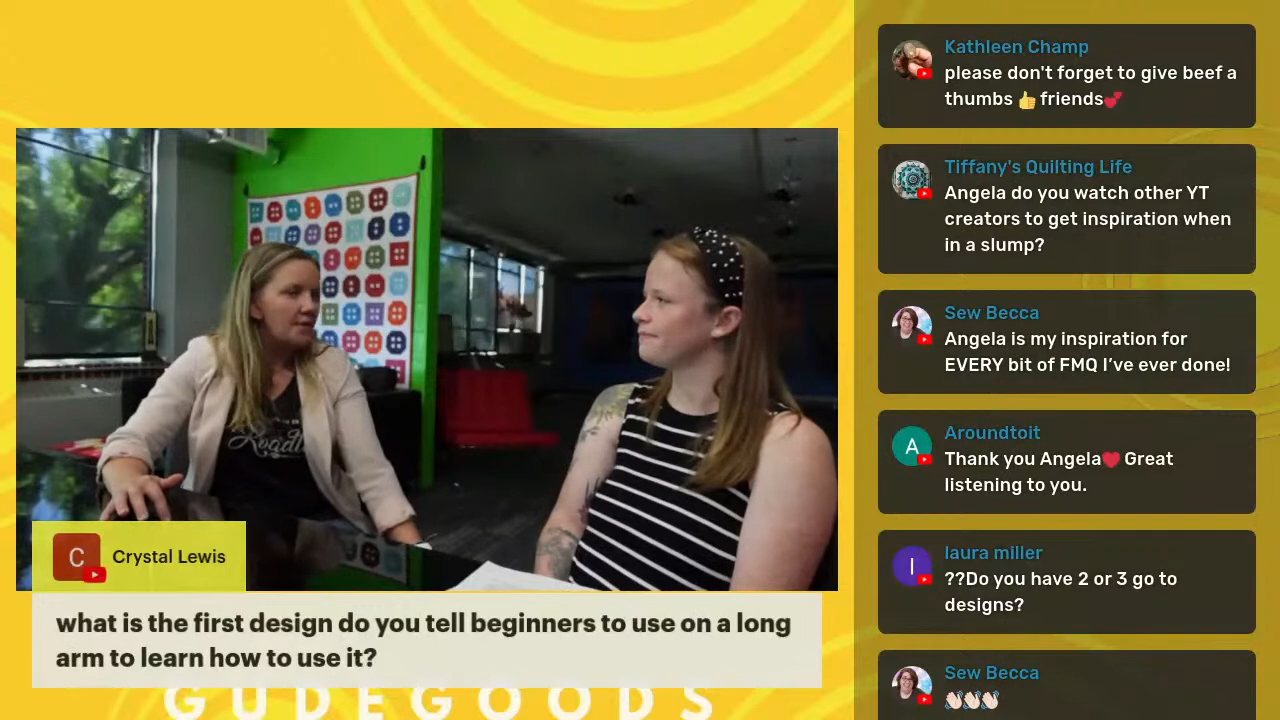 Kathleen Champ
please don't forget to give beef a
thumbs 👍 friends💕
Tiffany's Quilting Life
Angela do you watch other YT
creators to get inspiration when
in a slump?
Sew Becca
Angela is my inspiration for
EVERY bit of FMQ I've ever done!
A
Aroundtoit
Thank you Angela❤️ Great
listening to you.
l
laura miller
??Do you have 2 or 3 go to
designs?
Sew Becca
👏🏻👏🏻👏🏻
C
Crystal Lewis
what is the first design do you tell beginners to use on a long
arm to learn how to use it?
GUDEGOODS